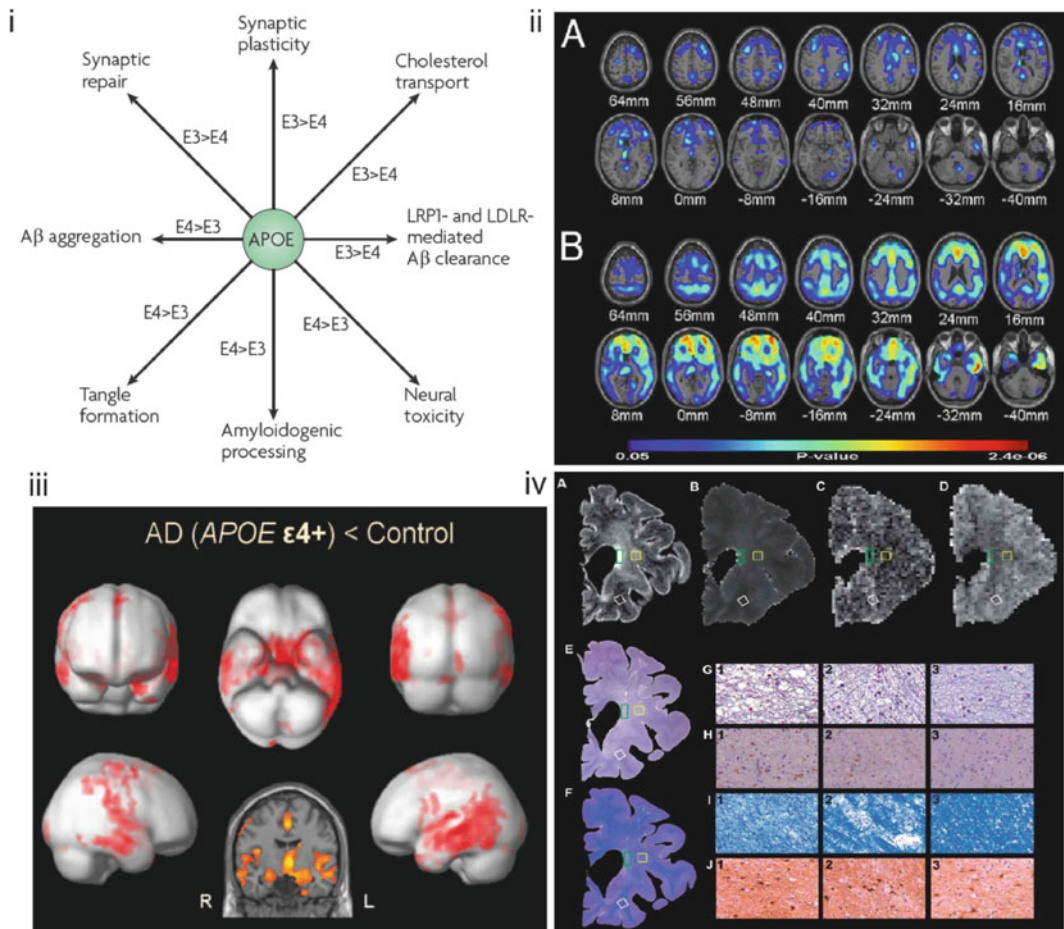 i
Synaptic
plasticity
Synaptic
repair
Cholesterol
transport
E3>E4
E3>E4
E3>E4
Aβ aggregation
E4>E3
APOE
E3>E4
LRP1- and LDLR-
mediated
Aβ clearance
E4>E3
E4>E3
E4>E3
Tangle
formation
Amyloidogenic
processing
Neural
toxicity
ii
A
64mm 56mm 48mm 40mm 32mm 24mm 16mm
8mm 0mm -8mm -16mm -24mm -32mm -40mm
B
64mm 56mm 48mm 40mm 32mm 24mm 16mm
8mm 0mm -8mm -16mm -24mm -32mm -40mm
0.05 P-value 2.4e-06
iii
AD (APOE ε4+) < Control
R L
iv
A B C D
E
G 1 2 3
H 1 2 3
F
I 1 2 3
J 1 2 3